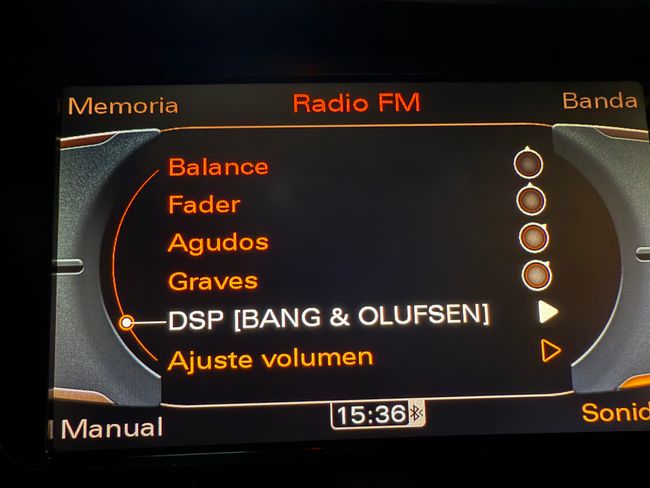 Memoria Radio FM Banda
Balance
Fader
Agudos
Graves
DSP [BANG & OLUFSEN]
Ajuste volumen
Manual 15:36 Sonid